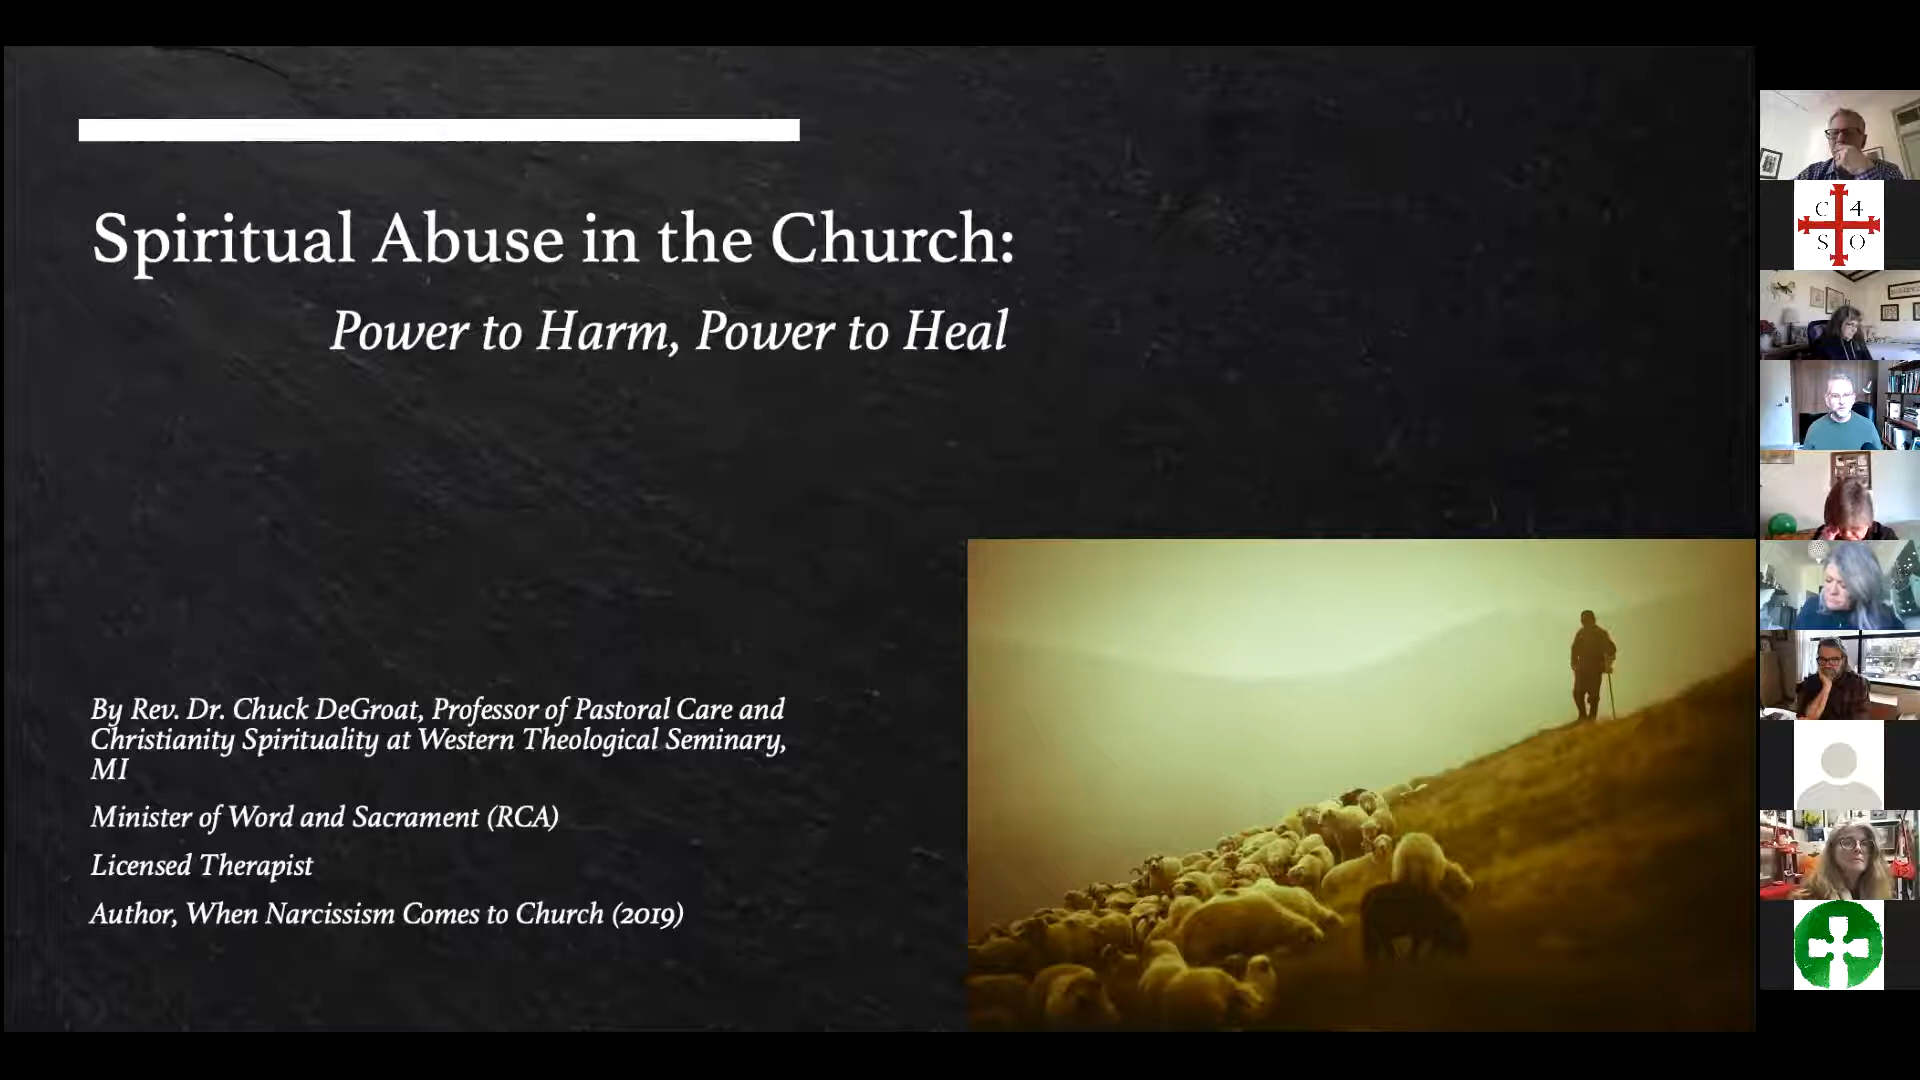 Spiritual Abuse in the Church:
Power to Harm, Power to Heal
By Rev. Dr. Chuck DeGroat, Professor of Pastoral Care and
Christianity Spirituality at Western Theological Seminary,
MI
Minister of Word and Sacrament (RCA)
Licensed Therapist
Author, When Narcissism Comes to Church (2019)
C 4
S O